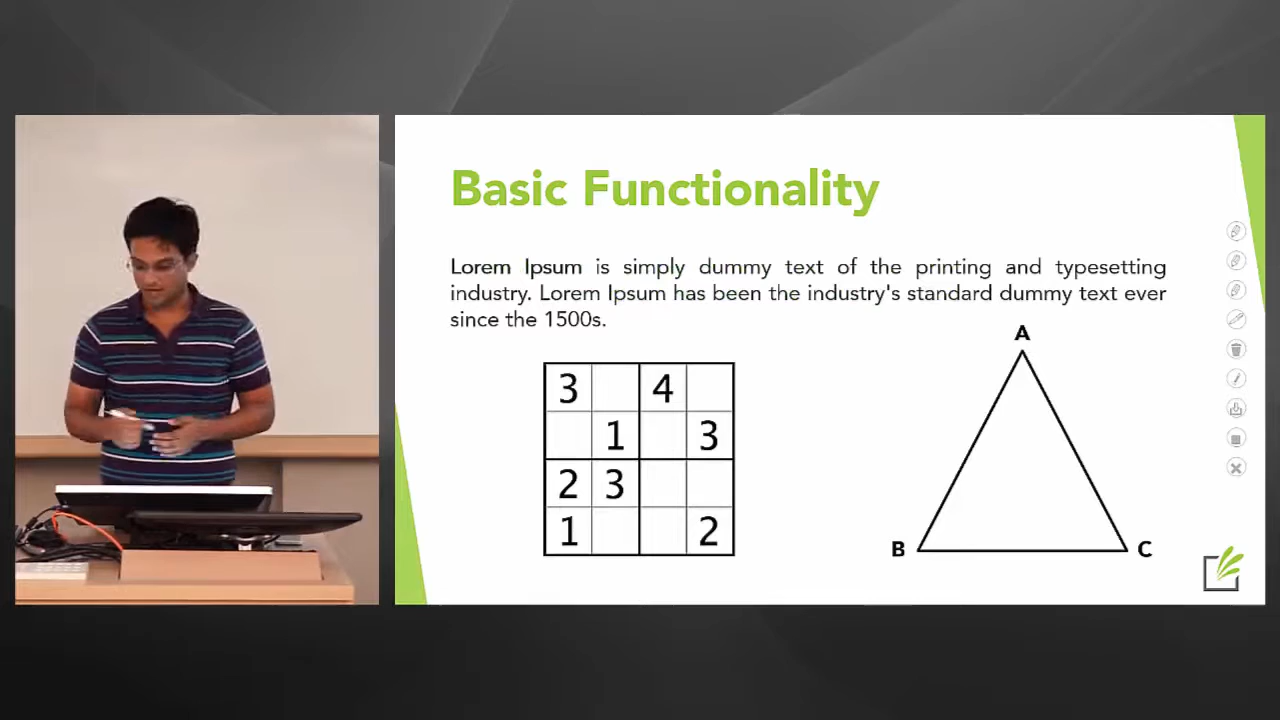 Basic Functionality
Lorem Ipsum is simply dummy text of the printing and typesetting
industry. Lorem Ipsum has been the industry's standard dummy text ever
since the 1500s.
3 4
1 3
2 3
1 2
A
B C